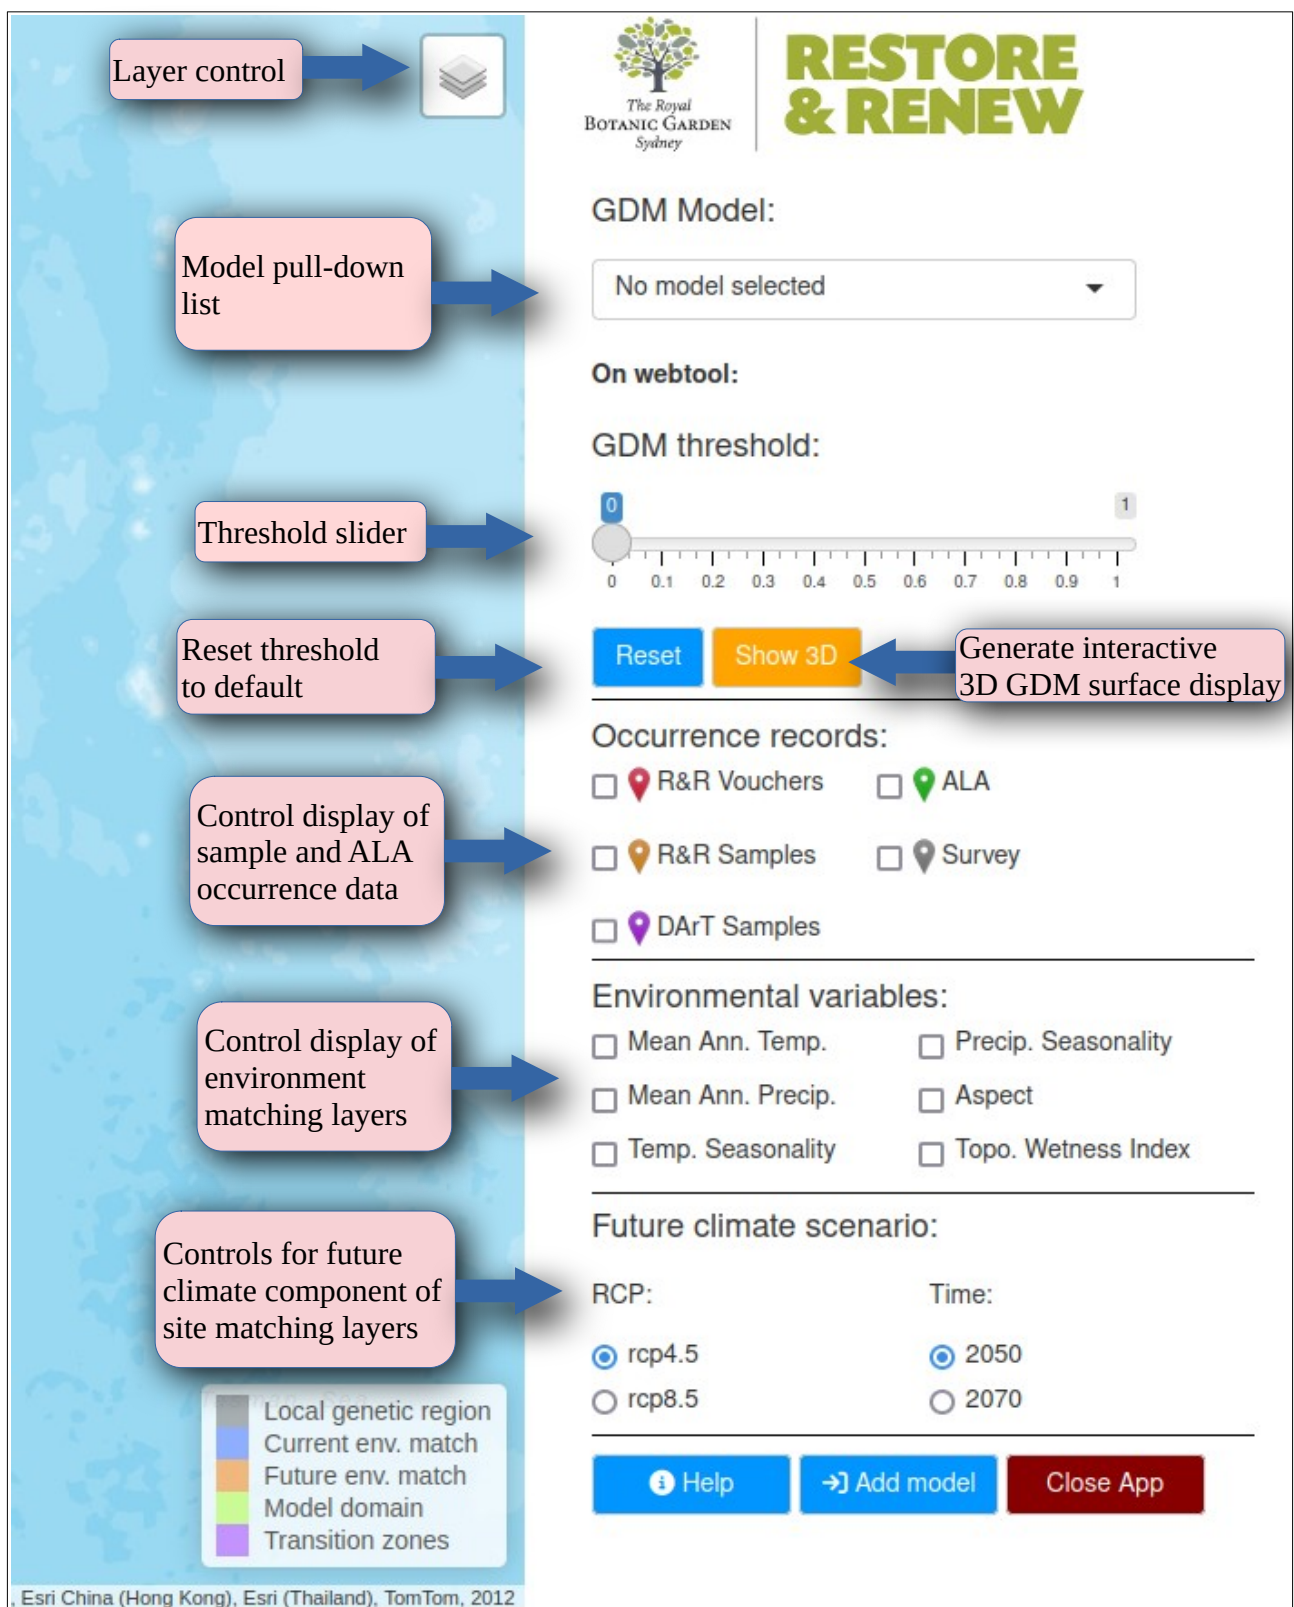 Layer control
The Royal
BOTANIC GARDEN
Sydney
RESTORE
& RENEW
GDM Model:
Model pull-down
list
No model selected
On webtool:
GDM threshold:
Threshold slider
0 1
0 0.1 0.2 0.3 0.4 0.5 0.6 0.7 0.8 0.9 1
Reset threshold
to default
Reset Show 3D
Generate interactive
3D GDM surface display
Occurrence records:
R&R Vouchers ALA
Control display of
sample and ALA
occurrence data
R&R Samples Survey
DArT Samples
Environmental variables:
Control display of
environment
matching layers
Mean Ann. Temp. Precip. Seasonality
Mean Ann. Precip. Aspect
Temp. Seasonality Topo. Wetness Index
Future climate scenario:
Controls for future
climate component of
site matching layers
RCP: Time:
rcp4.5 2050
rcp8.5 2070
Local genetic region
Current env. match
Future env. match
Model domain
Transition zones
Help Add model Close App
, Esri China (Hong Kong), Esri (Thailand), TomTom, 2012